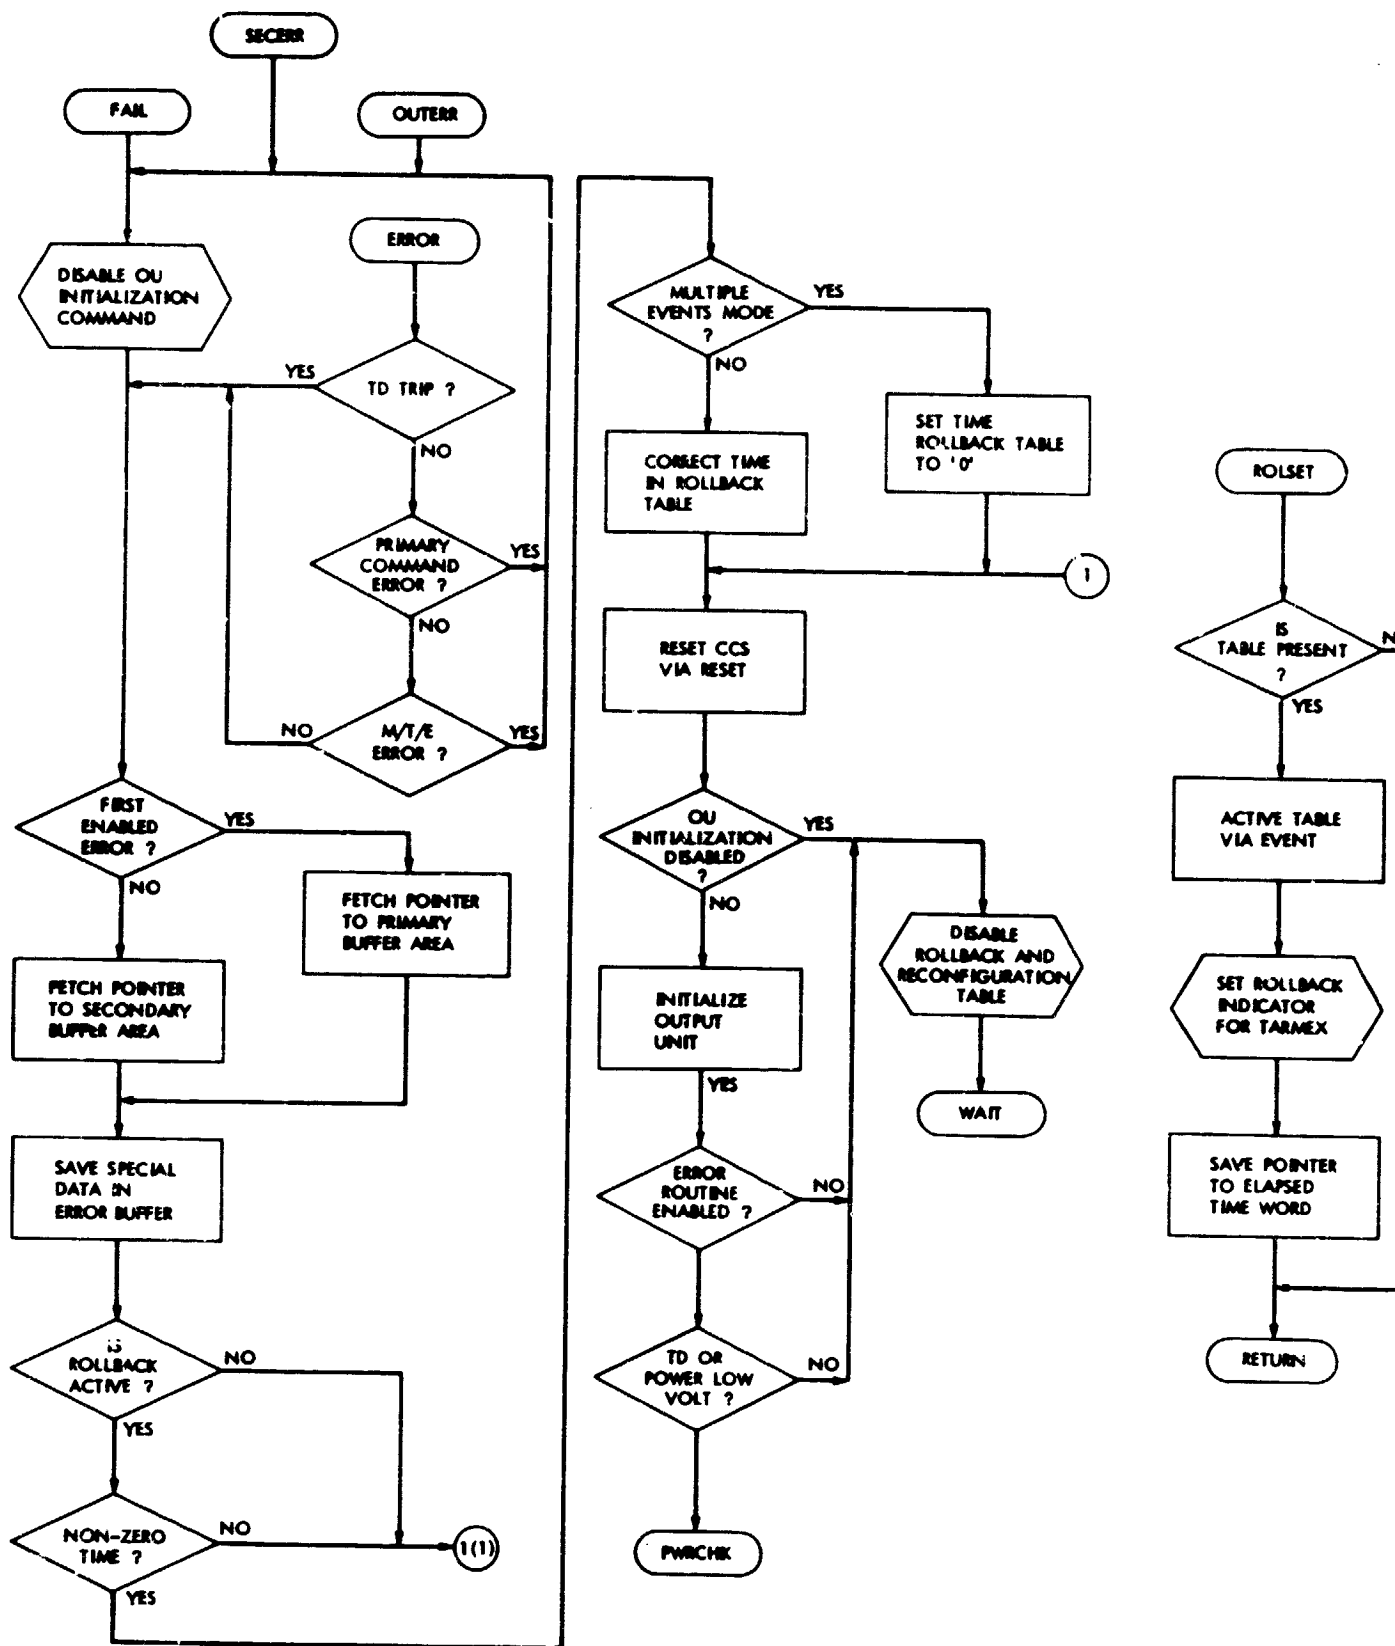 SECERR
FAIL
OUTERR
ERROR
DISABLE OU
INITIALIZATION
COMMAND
YES
TD TRIP ?
NO
PRIMARY
COMMAND
ERROR ?
YES
NO
M/T/E
ERROR ?
NO
YES
FIRST
ENABLED
ERROR ?
YES
NO
FETCH POINTER
TO PRIMARY
BUFFER AREA
FETCH POINTER
TO SECONDARY
BUFFER AREA
SAVE SPECIAL
DATA IN
ERROR BUFFER
IS
ROLLBACK
ACTIVE ?
NO
YES
NON-ZERO
TIME ?
NO
1(1)
YES
MULTIPLE
EVENTS MODE
?
YES
NO
SET TIME
ROLLBACK TABLE
TO '0'
CORRECT TIME
IN ROLLBACK
TABLE
1
RESET CCS
VIA RESET
OU
INITIALIZATION
DISABLED
?
YES
NO
DISABLE
ROLLBACK AND
RECONFIGURATION
TABLE
WAIT
INITIALIZE
OUTPUT
UNIT
YES
ERROR
ROUTINE
ENABLED ?
NO
TD OR
POWER LOW
VOLT ?
NO
PWRCHK
ROLSET
IS
TABLE PRESENT
?
N
YES
ACTIVE TABLE
VIA EVENT
SET ROLLBACK
INDICATOR
FOR TARMEX
SAVE POINTER
TO ELAPSED
TIME WORD
RETURN